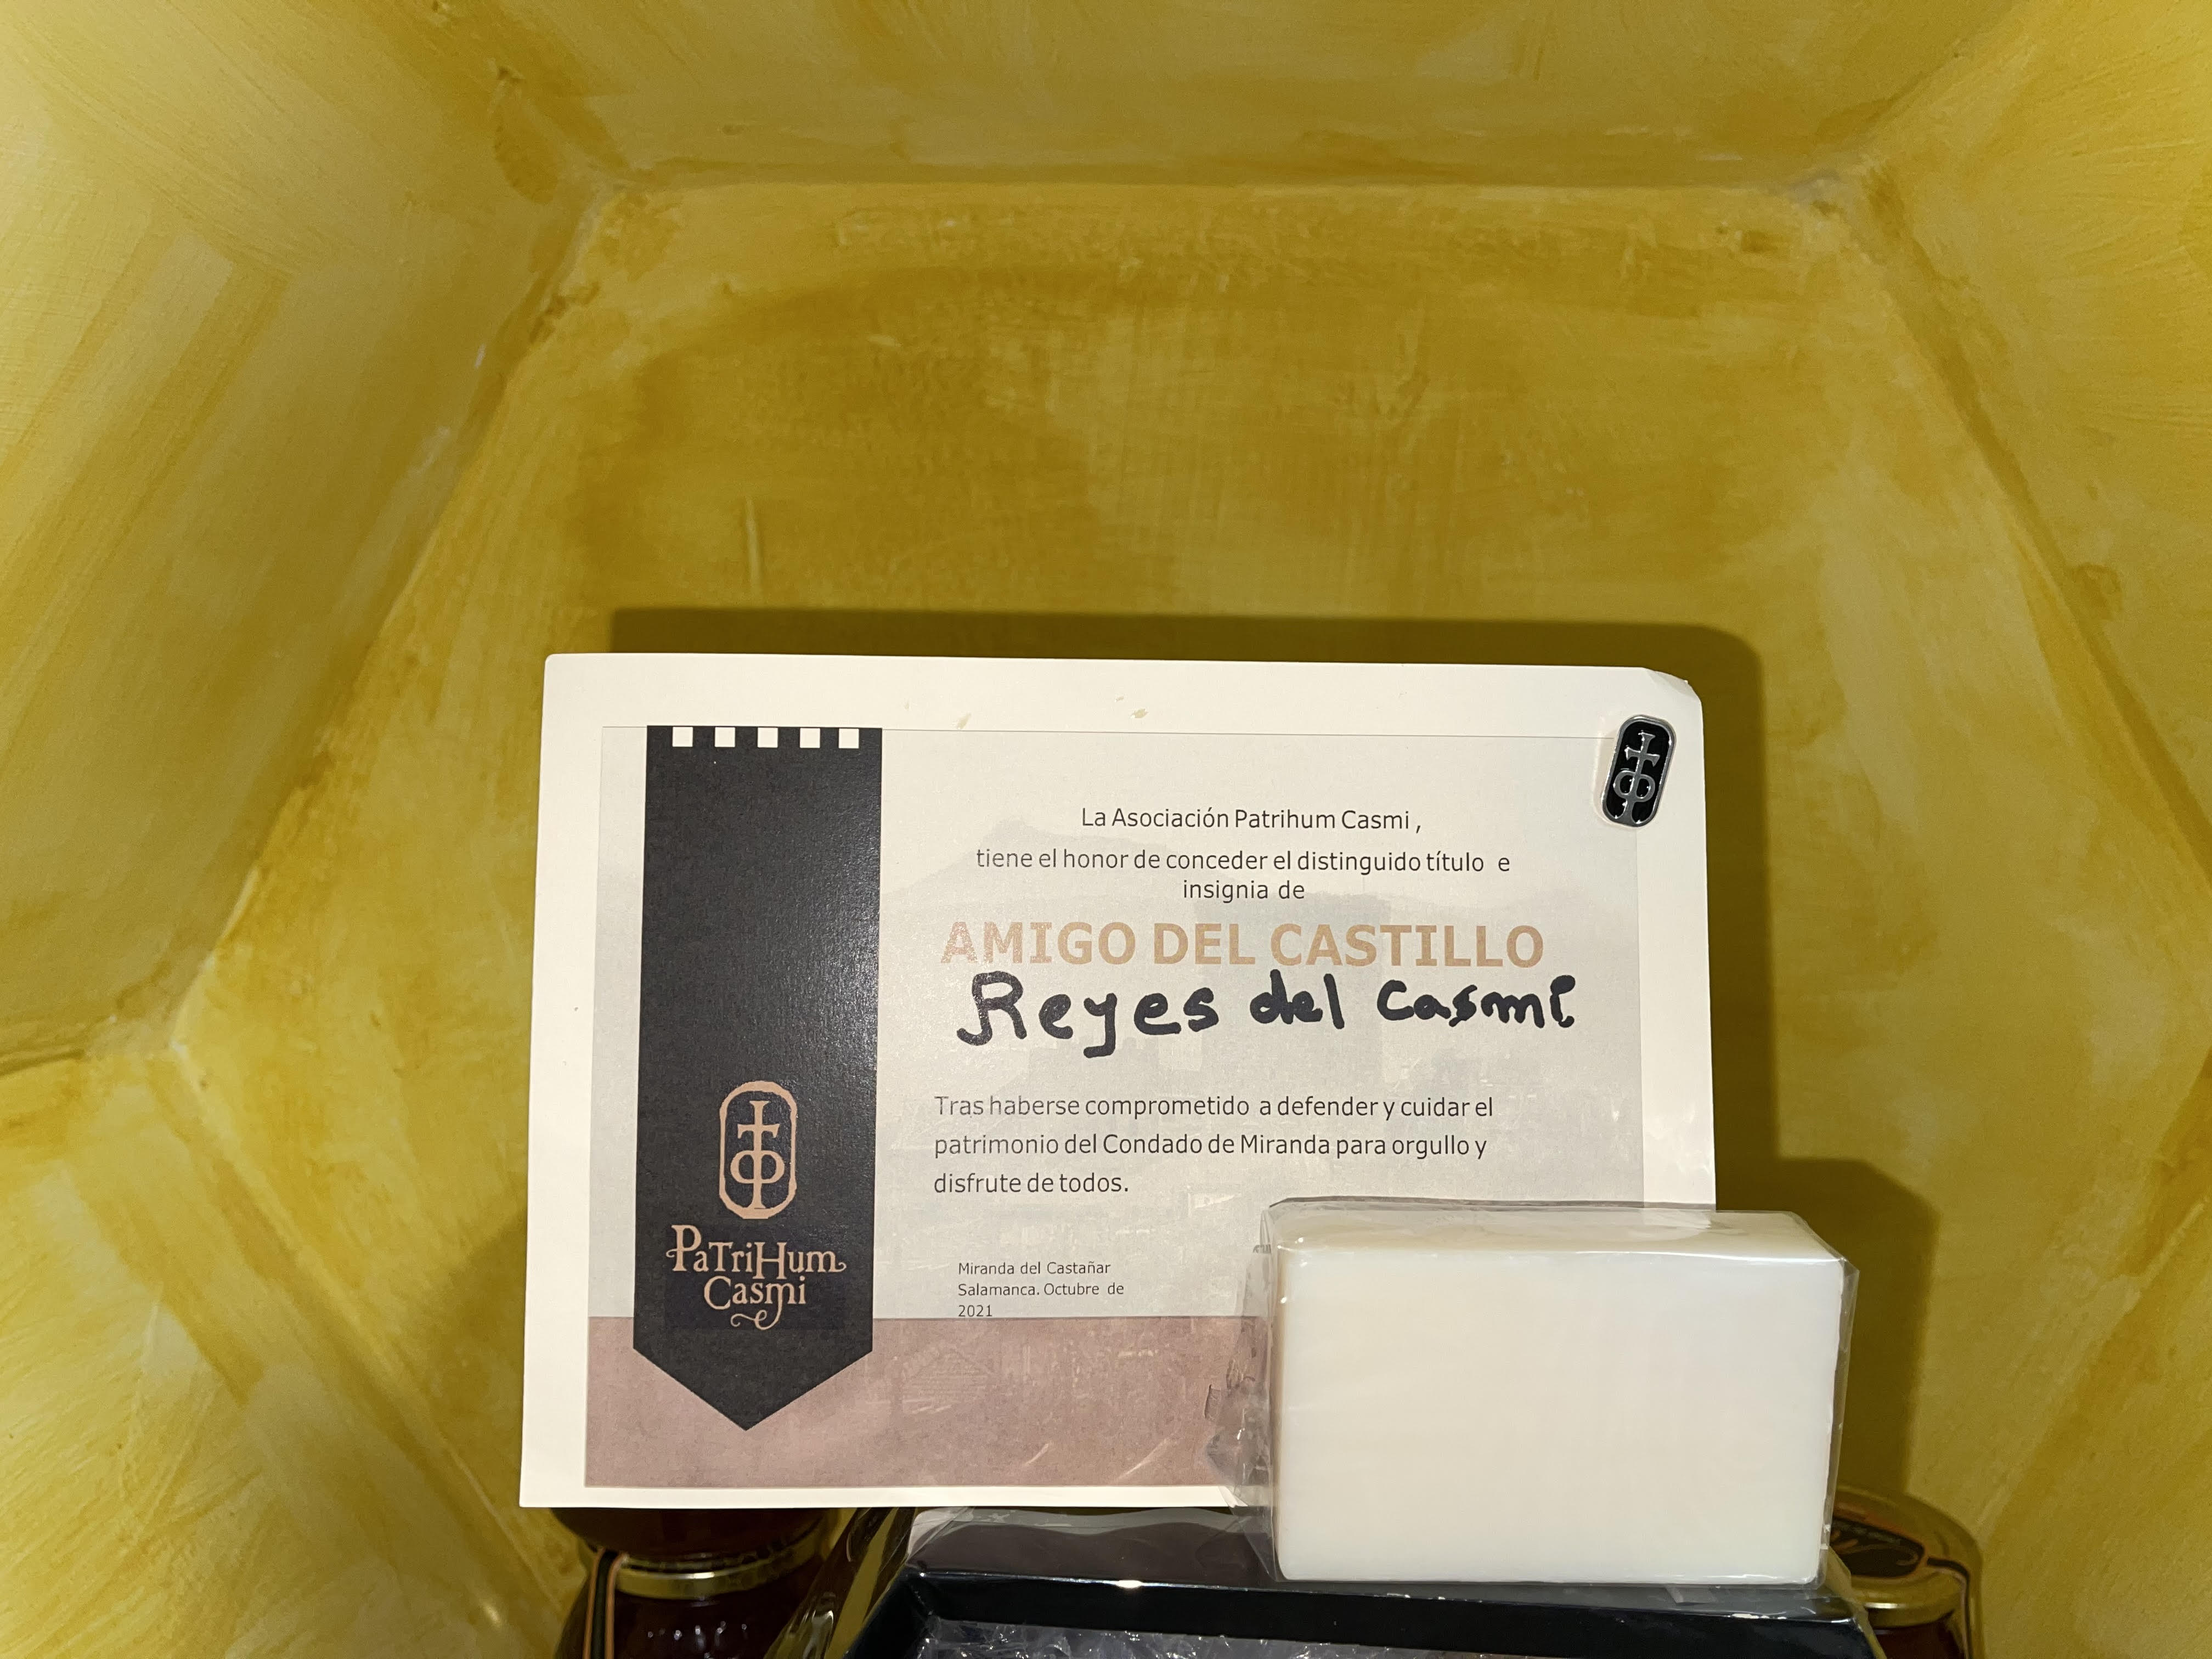 La Asociación Patrihum Casmi ,
tiene el honor de conceder el distinguido título e
insignia de
AMIGO DEL CASTILLO
Reyes del Casmi
Tras haberse comprometido a defender y cuidar el
patrimonio del Condado de Miranda para orgullo y
disfrute de todos.
Miranda del Castañar
Salamanca. Octubre de
2021
PaTriHum
Casmi